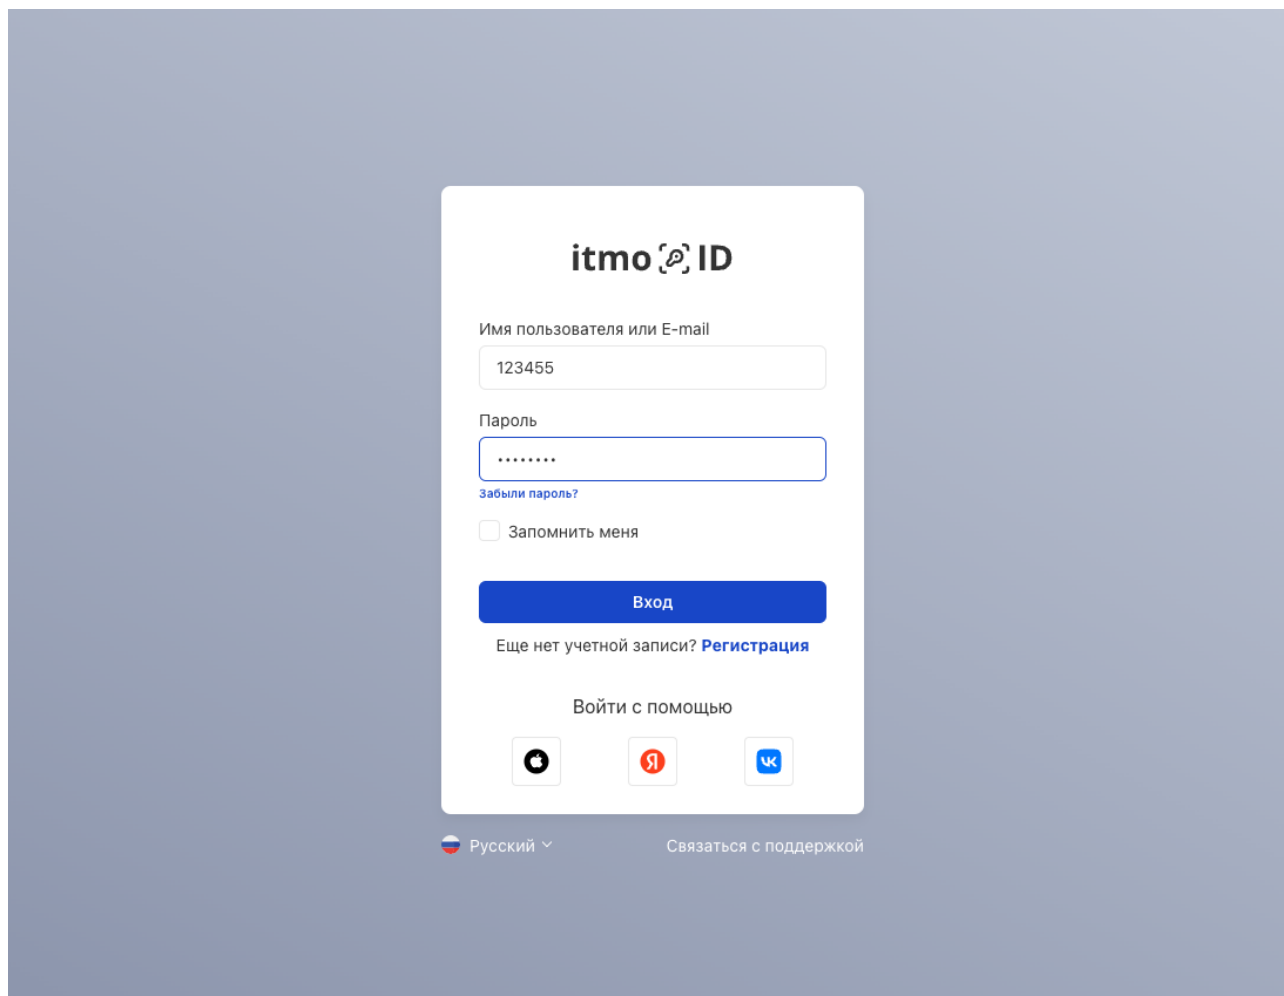 itmo ID
Имя пользователя или E-mail
123455
Пароль
••••••••
Забыли пароль?
Запомнить меня
Вход
Еще нет учетной записи? Регистрация
Войти с помощью
Я
VK
Русский
Связаться с поддержкой